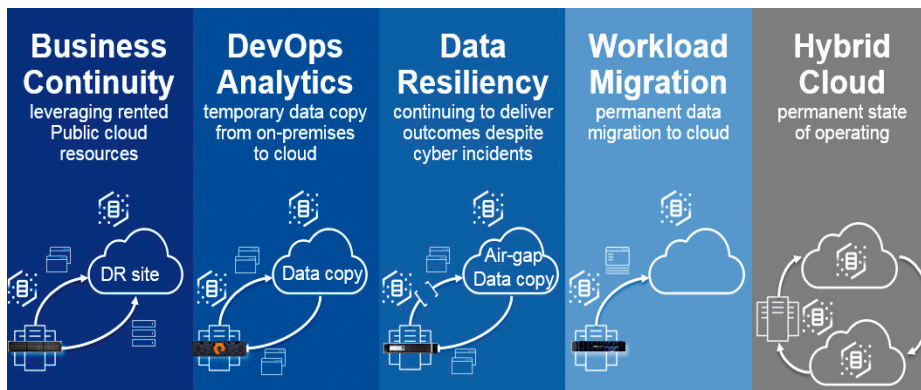 Business
Continuity
leveraging rented
Public cloud
resources
DR site
DevOps
Analytics
temporary data copy
from on-premises
to cloud
Data copy
Data
Resiliency
continuing to deliver
outcomes despite
cyber incidents
Air-gap
Data copy
Workload
Migration
permanent data
migration to cloud
Hybrid
Cloud
permanent state
of operating